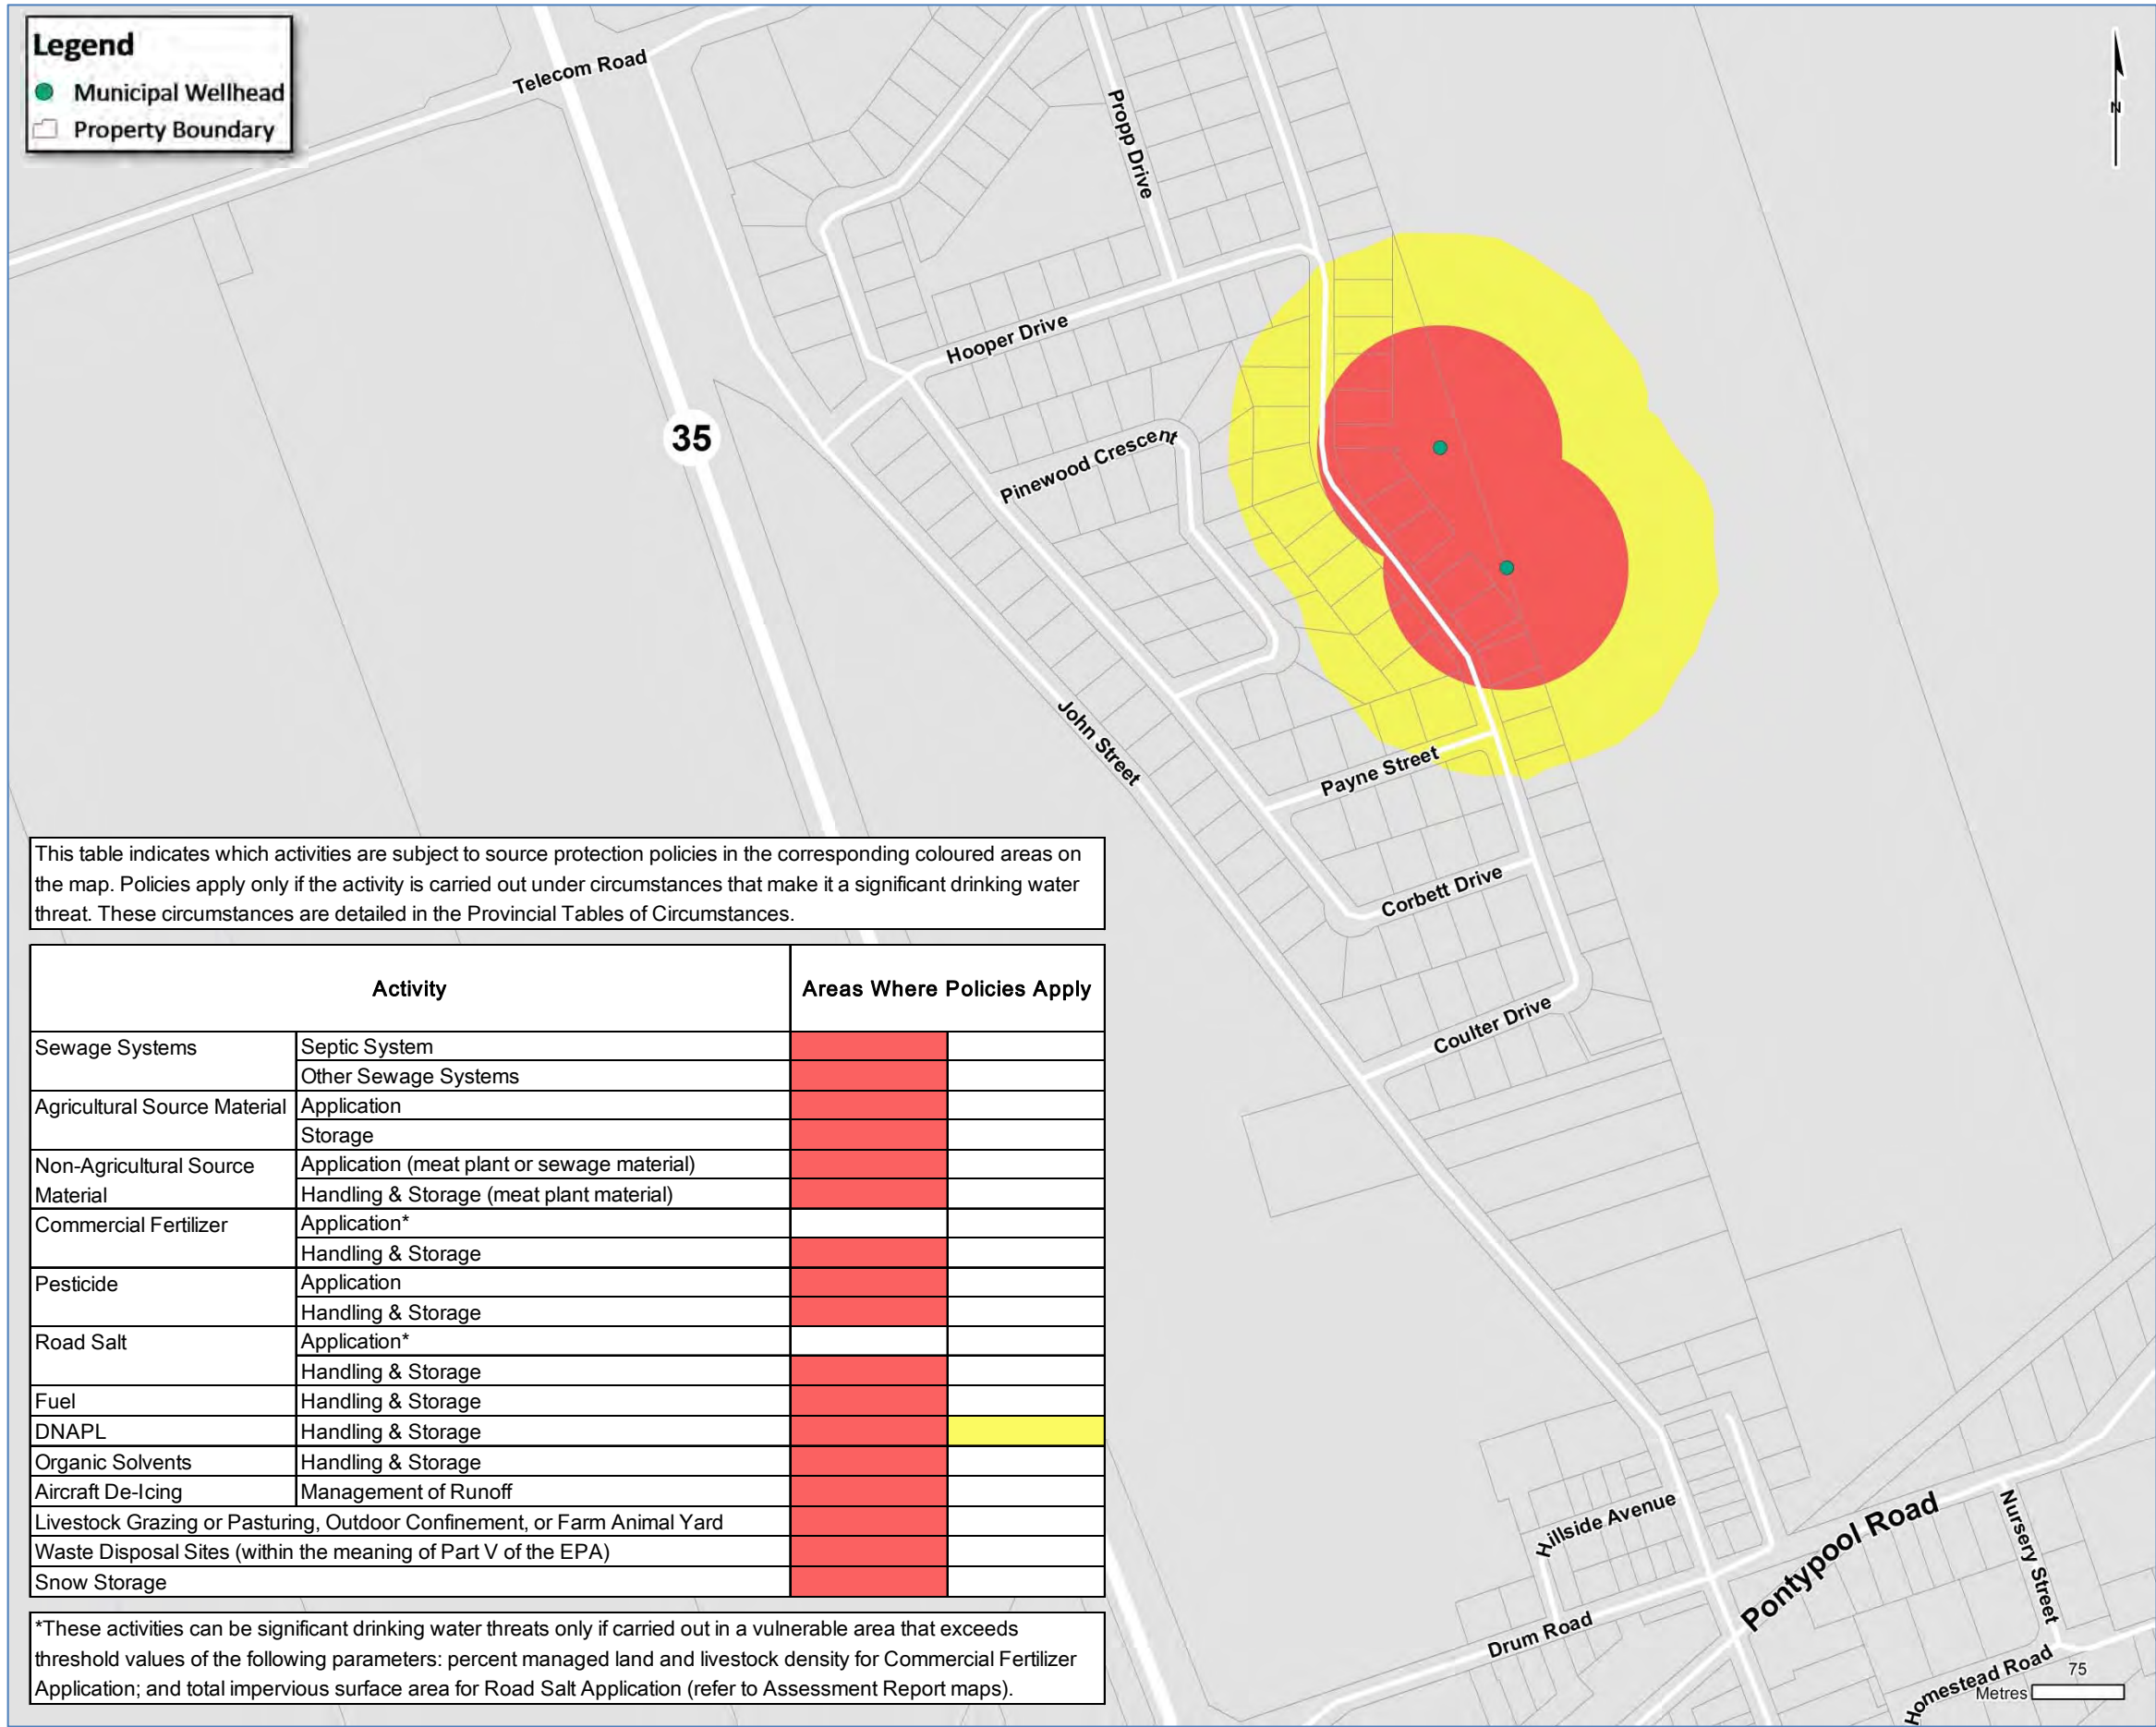 Legend
Municipal Wellhead
Property Boundary
Telecom Road
N
Propp Drive
Hooper Drive
35
Pinewood Crescent
John Street
Payne Street
Corbett Drive
Coulter Drive
This table indicates which activities are subject to source protection policies in the corresponding coloured areas on
the map. Policies apply only if the activity is carried out under circumstances that make it a significant drinking water
threat. These circumstances are detailed in the Provincial Tables of Circumstances.
Activity Areas Where Policies Apply
Sewage Systems Septic System
Other Sewage Systems
Agricultural Source Material Application
Storage
Non-Agricultural Source Application (meat plant or sewage material)
Material Handling & Storage (meat plant material)
Commercial Fertilizer Application*
Handling & Storage
Pesticide Application
Handling & Storage
Road Salt Application*
Handling & Storage
Fuel Handling & Storage
DNAPL Handling & Storage
Organic Solvents Handling & Storage
Aircraft De-Icing Management of Runoff
Livestock Grazing or Pasturing, Outdoor Confinement, or Farm Animal Yard
Waste Disposal Sites (within the meaning of Part V of the EPA)
Snow Storage
*These activities can be significant drinking water threats only if carried out in a vulnerable area that exceeds
threshold values of the following parameters: percent managed land and livestock density for Commercial Fertilizer
Application; and total impervious surface area for Road Salt Application (refer to Assessment Report maps).
Hillside Avenue
Pontypool Road
Nursery Street
Drum Road
Homestead Road
75
Metres